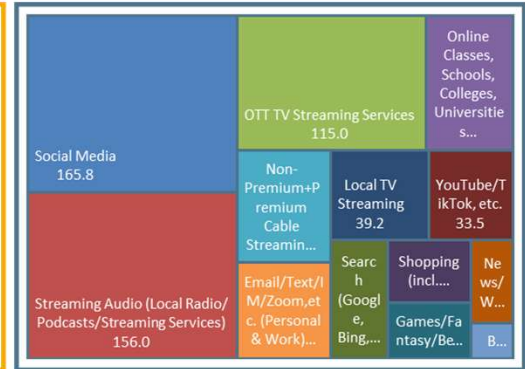 Social Media
165.8
Streaming Audio (Local Radio/
Podcasts/Streaming Services)
156.0
OTT TV Streaming Services
115.0
Online
Classes,
Schools,
Colleges,
Universitie
s...
Non-
Premium+P
remium
Cable
Streamin...
Local TV
Streaming
39.2
YouTube/T
ikTok, etc.
33.5
Email/Text/I
M/Zoom,et
c. (Personal
& Work)...
Searc
h
(Googl
e,
Bing,...
Shopping
(incl....
Games/Fa
ntasy/Be...
Ne
ws/
W...
B...